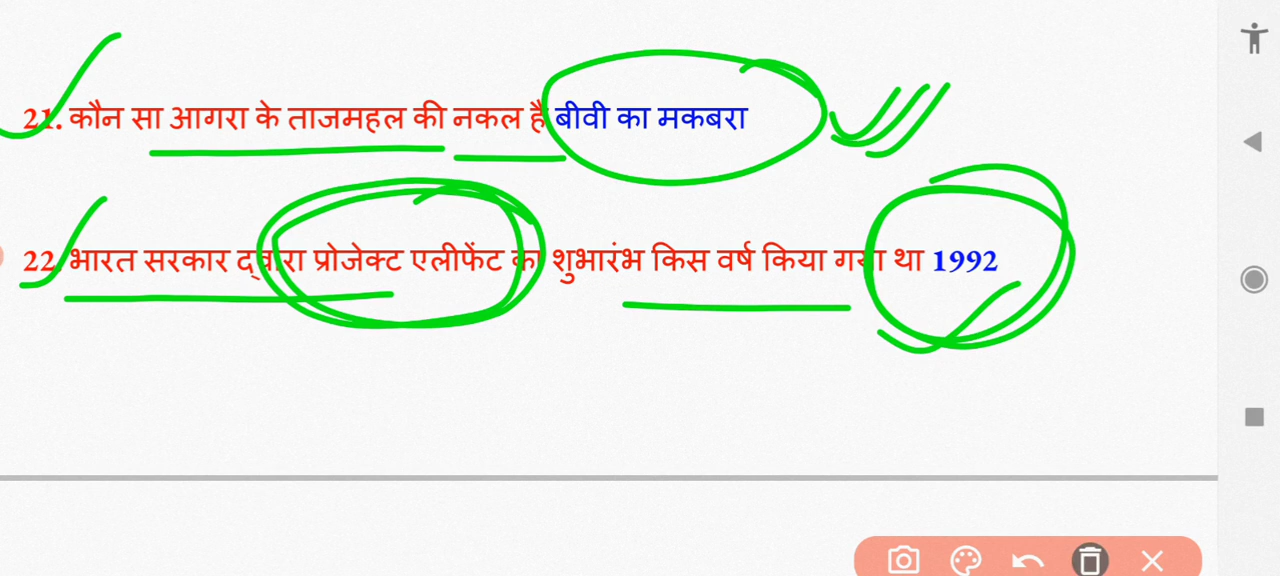 21. कौन सा आगरा के ताजमहल की नकल है बीवी का मकबरा
22. भारत सरकार द्वारा प्रोजेक्ट एलीफेंट का शुभारंभ किस वर्ष किया गया था 1992